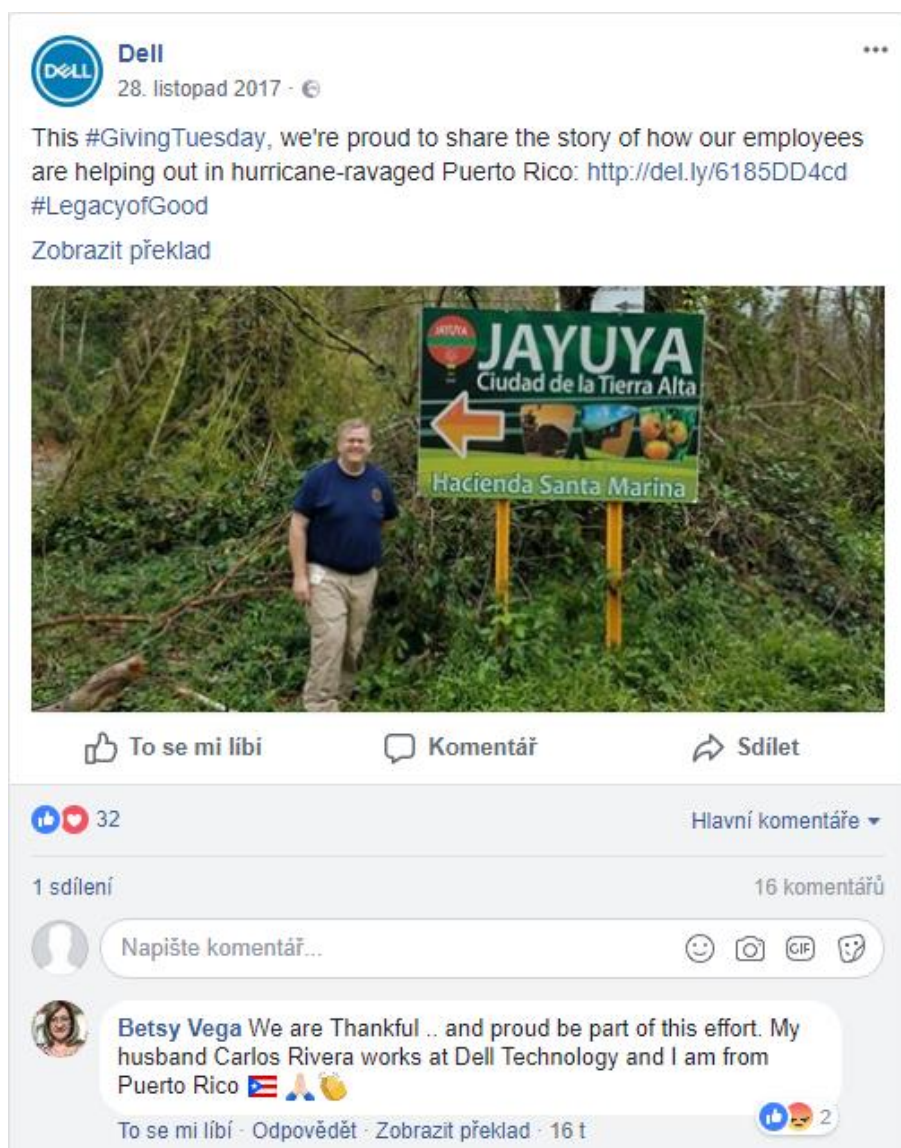 DELL
Dell
28. listopad 2017 ·
This #GivingTuesday, we're proud to share the story of how our employees
are helping out in hurricane-ravaged Puerto Rico: http://del.ly/6185DD4cd
#LegacyofGood
Zobrazit překlad
JAYUYA
JAYUYA
Ciudad de la Tierra Alta
Hacienda Santa Marina
To se mi líbí Komentář Sdílet
32 Hlavní komentáře
1 sdílení 16 komentářů
Napište komentář... GIF
Betsy Vega We are Thankful .. and proud be part of this effort. My
husband Carlos Rivera works at Dell Technology and I am from
Puerto Rico 🇵🇷 🙏🏻 👏
2
To se mi líbí · Odpovědět · Zobrazit překlad · 16 t